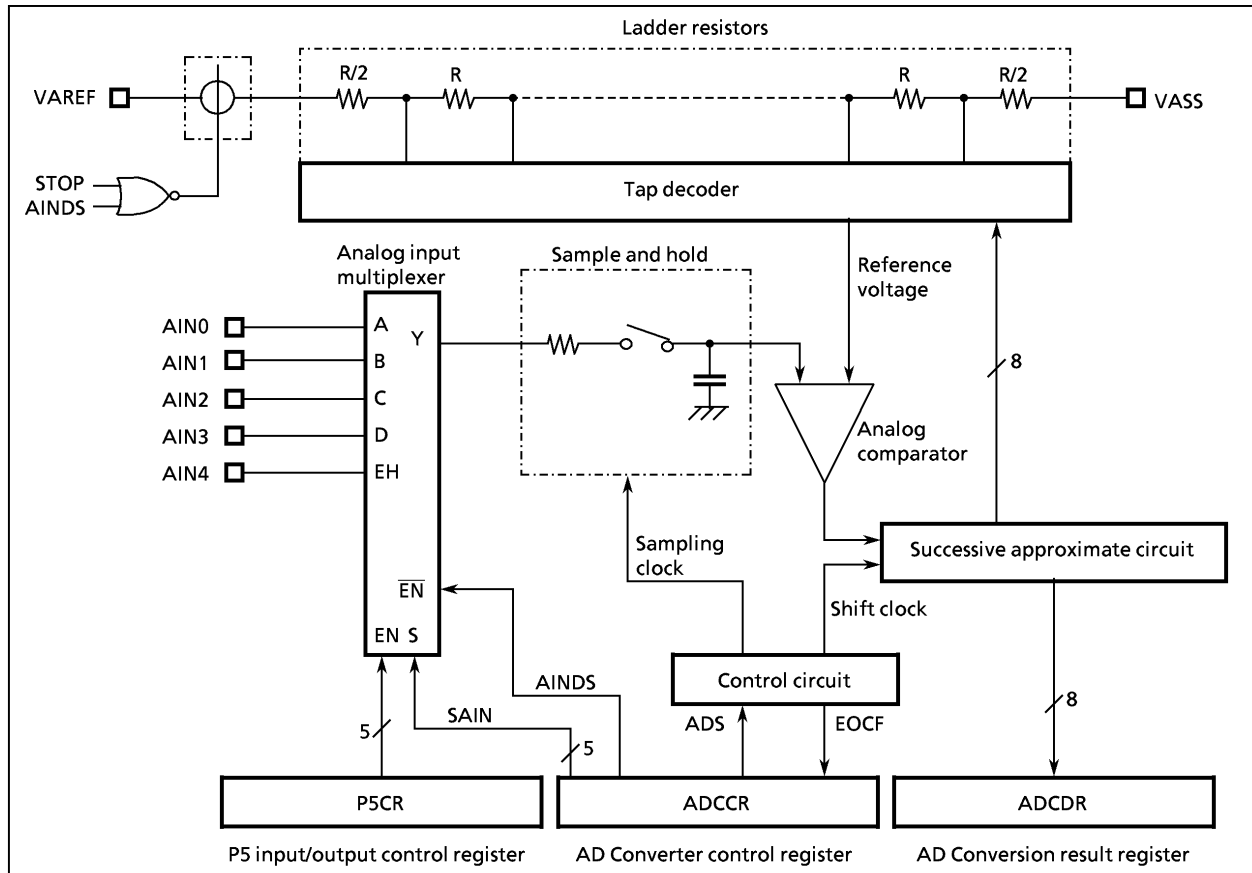 Ladder resistors
R/2
R
R
R/2
VAREF
VASS
STOP
AINDS
Tap decoder
Analog input
multiplexer
Sample and hold
Reference
voltage
AIN0
A
Y
AIN1
B
AIN2
C
AIN3
D
AIN4
EH
8
Analog
comparator
Sampling
clock
Successive approximate circuit
EN
Shift clock
EN S
AINDS
Control circuit
SAIN
ADS
EOCF
5
5
8
P5CR
ADCCR
ADCDR
P5 input/output control register
AD Converter control register
AD Conversion result register